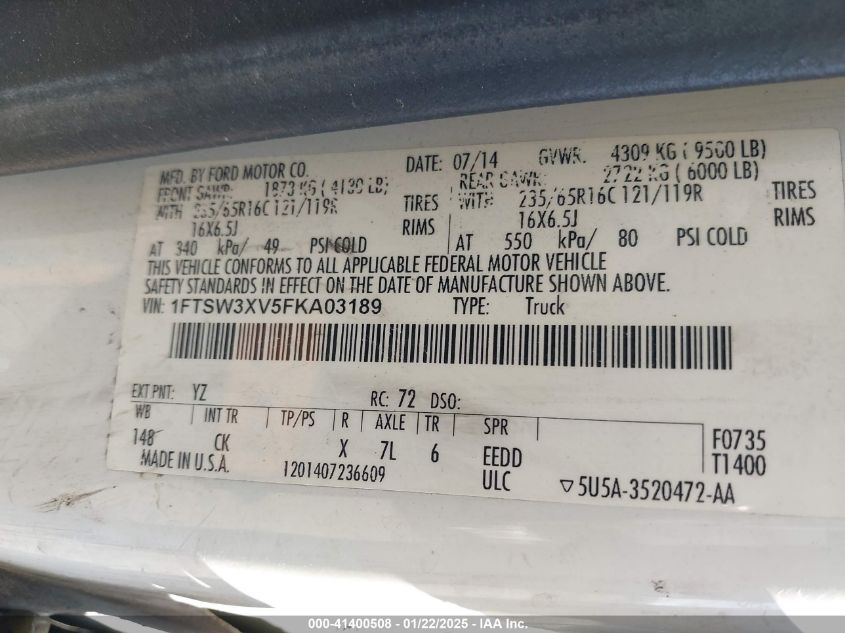 MFD. BY FORD MOTOR CO. DATE: 07/14 GVWR. 4309 KG ( 9500 LB)
FRONT GAWR: 1873 KG ( 4130 LB) REAR GAWR: 2722 KG ( 6000 LB)
WITH 235/65R16C 121/119R TIRES WITH 235/65R16C 121/119R TIRES
16X6.5J RIMS 16X6.5J RIMS
AT 340 kPa/ 49 PSI COLD AT 550 kPa/ 80 PSI COLD
THIS VEHICLE CONFORMS TO ALL APPLICABLE FEDERAL MOTOR VEHICLE
SAFETY STANDARDS IN EFFECT ON THE DATE OF MANUFACTURE SHOWN ABOVE.
VIN: 1FTSW3XV5FKA03189 TYPE: Truck
EXT PNT: YZ RC: 72 DSO:
WB INT TR TP/PS R AXLE TR SPR
148 CK X 7L 6 EEDD F0735
MADE IN U.S.A. 1201407236609 ULC T1400
▽5U5A-3520472-AA
000-41400508 - 01/22/2025 - IAA Inc.